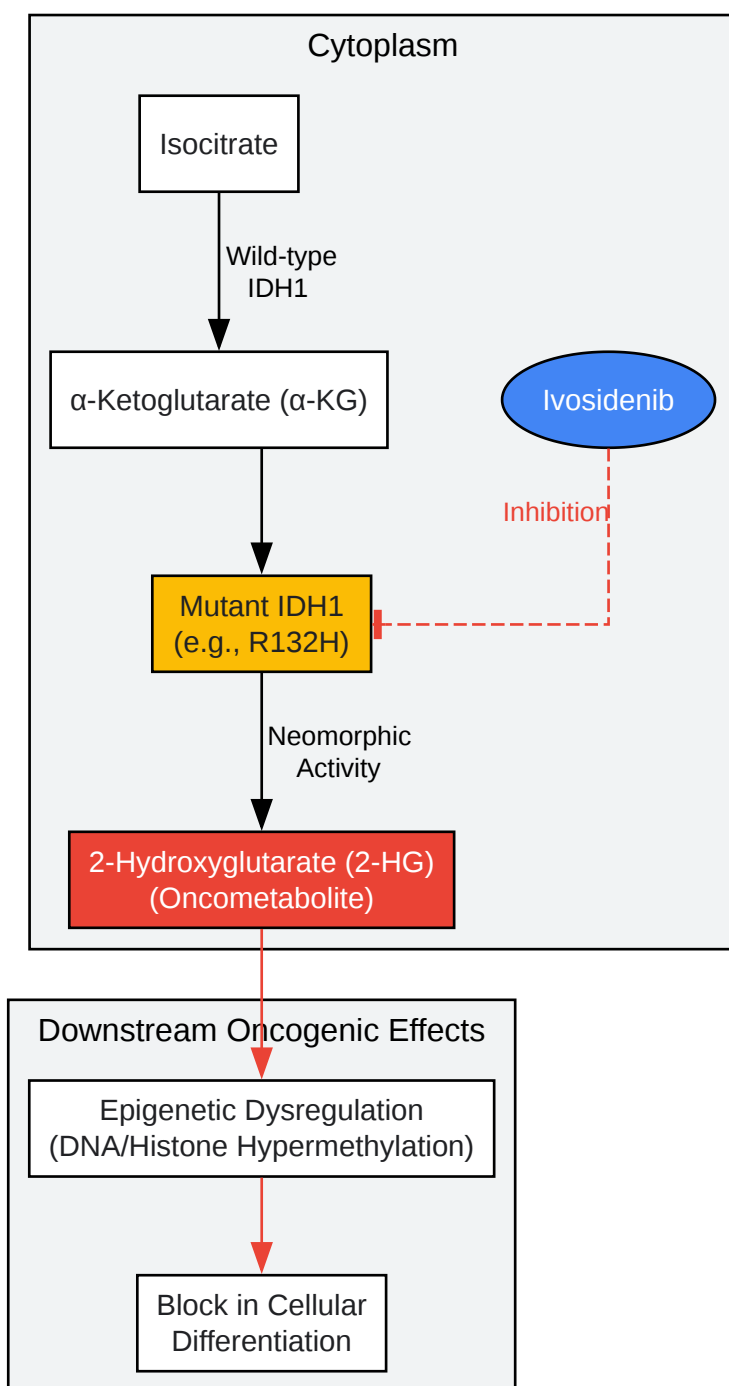 Cytoplasm
Isocitrate
Wild-type
IDH1
α-Ketoglutarate (α-KG)
Ivosidenib
Inhibition
Mutant IDH1
(e.g., R132H)
Neomorphic
Activity
2-Hydroxyglutarate (2-HG)
(Oncometabolite)
Downstream Oncogenic Effects
Epigenetic Dysregulation
(DNA/Histone Hypermethylation)
Block in Cellular
Differentiation